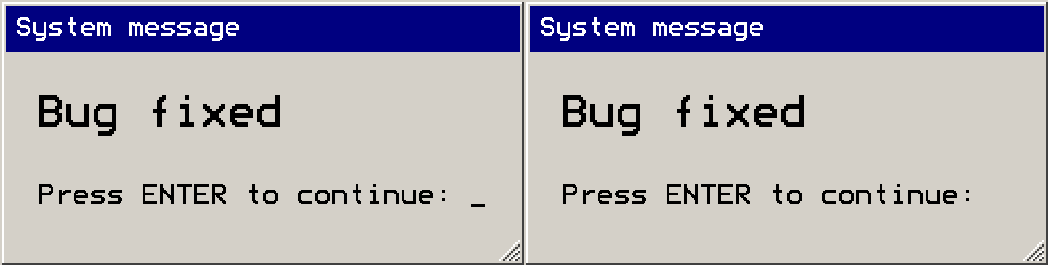 System message
Bug fixed
Press ENTER to continue: _
System message
Bug fixed
Press ENTER to continue: